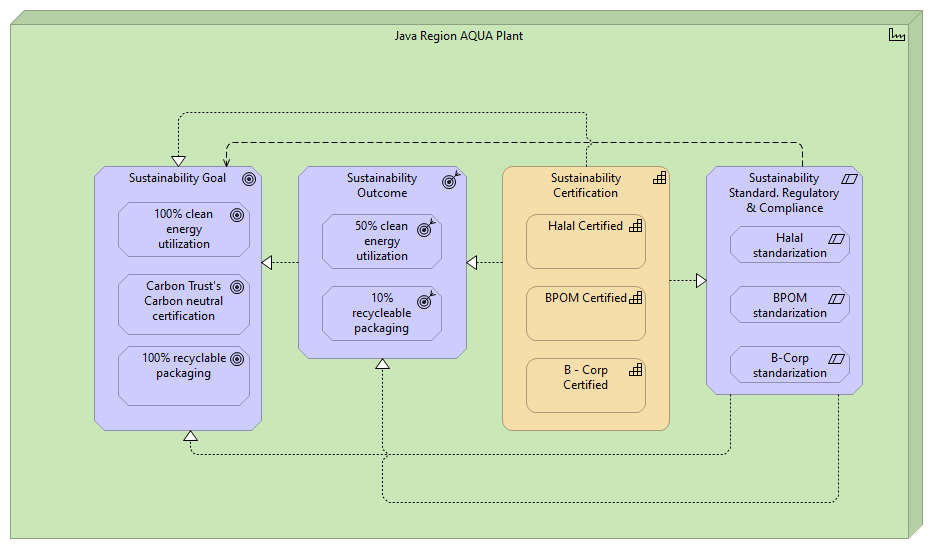 Java Region AQUA Plant
Sustainability Goal
100% clean
energy
utilization
Carbon Trust's
Carbon neutral
certification
100% recyclable
packaging
Sustainability
Outcome
50% clean
energy
utilization
10%
recycleable
packaging
Sustainability
Certification
Halal Certified
BPOM Certified
B - Corp
Certified
Sustainability
Standard. Regulatory
& Compliance
Halal
standarization
BPOM
standarization
B-Corp
standarization